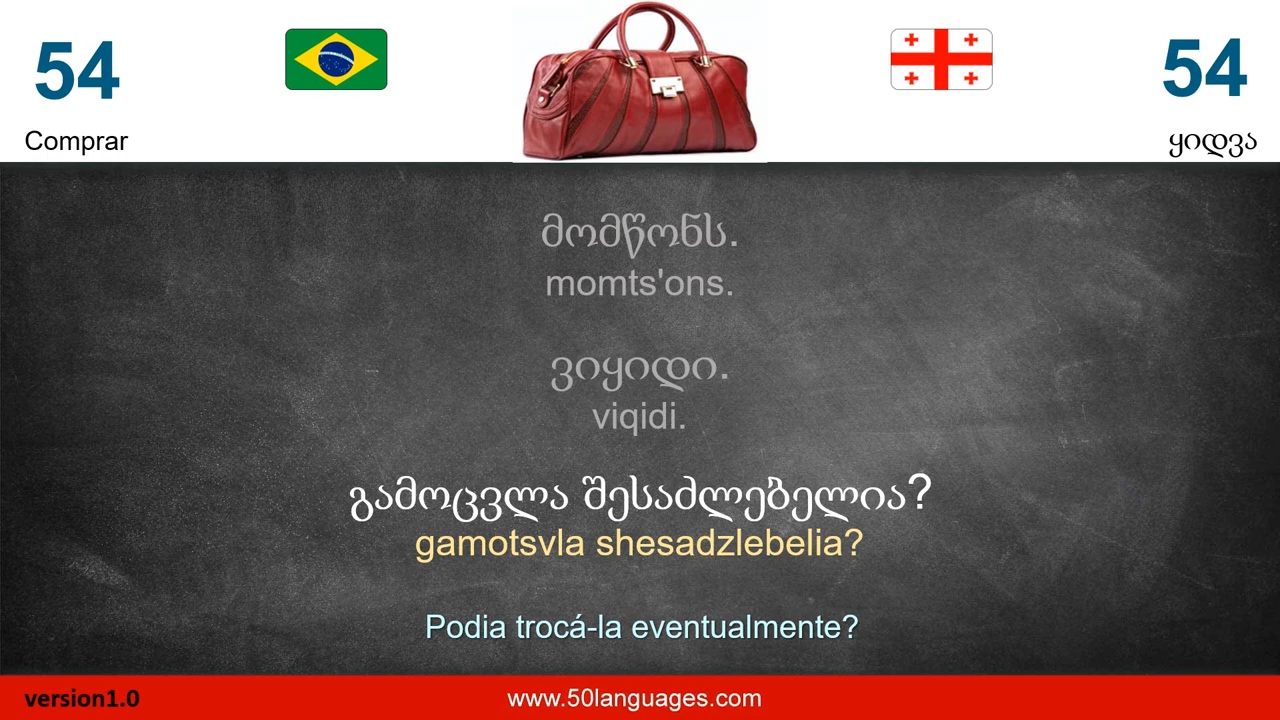 54
54
Comprar
ყიდვა
მომწონს.
momts'ons.
ვიყიდი.
viqidi.
გამოცვლა შესაძლებელია?
gamotsvla shesadzlebelia?
Podia trocá-la eventualmente?
version1.0
www.50languages.com